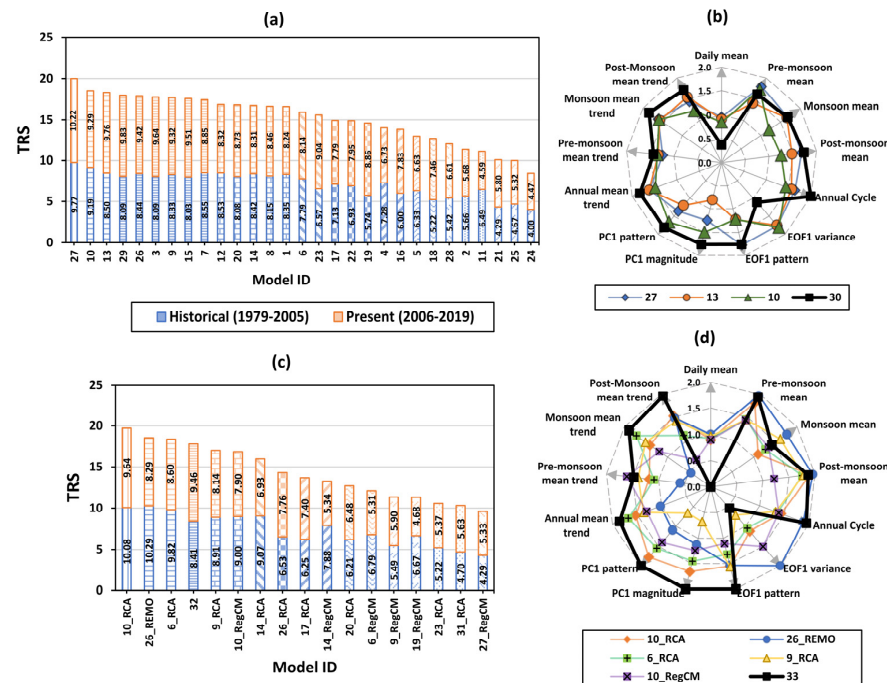 (a)
25
20
15
10
5
0
TRS
10.22 9.29 9.76 9.83 9.42 9.64 9.32 9.51 8.85 8.32 8.73 8.31 8.46 8.24 8.14 9.04 7.79 7.95 8.85 6.73 7.83 6.63 7.46 6.61 5.68 4.59 5.80 5.32 4.47
9.77 9.19 8.50 8.09 8.44 8.09 8.33 8.03 8.55 8.53 8.08 8.42 8.15 8.35 7.79 6.57 7.13 6.91 5.74 7.28 6.00 6.33 5.22 5.42 5.66 6.49 4.29 4.67 4.00
27 10 13 29 26 3 9 15 7 12 20 14 8 1 6 23 17 22 19 4 16 5 18 28 2 11 21 25 24
Model ID
Historical (1979-2005) Present (2006-2019)
(b)
Daily mean
Pre-monsoon
mean
Monsoon mean
Post-monsoon
mean
Annual Cycle
EOF1 variance
EOF1 pattern
PC1 magnitude
PC1 pattern
Annual mean
trend
Pre-monsoon
mean trend
Monsoon mean
trend
Post-Monsoon
mean trend
2.0
1.5
1.0
0.5
0.0
27 13 10 30
(c)
25
20
15
10
5
0
TRS
9.64 8.29 8.60 9.46 8.14 7.90 6.93 7.76 7.40 5.34 6.48 5.31 5.90 4.68 5.37 5.63 5.33
10.08 10.29 9.82 8.41 8.91 9.00 9.07 6.53 6.25 7.88 6.21 6.79 5.49 6.67 5.22 4.70 4.29
10_RCA 26_REMO 6_RCA 32 9_RCA 10_RegCM 14_RCA 26_RCA 17_RCA 14_RegCM 20_RCA 6_RegCM 9_RegCM 19_RegCM 23_RCA 31_RCA 27_RegCM
Model ID
(d)
Daily mean
Pre-monsoon
mean
Monsoon mean
Post-monsoon
mean
Annual Cycle
EOF1 variance
EOF1 pattern
PC1 magnitude
PC1 pattern
Annual mean
trend
Pre-monsoon
mean trend
Monsoon mean
trend
Post-Monsoon
mean trend
2.0
1.5
1.0
0.5
0.0
10_RCA 26_REMO
6_RCA 9_RCA
10_RegCM 33